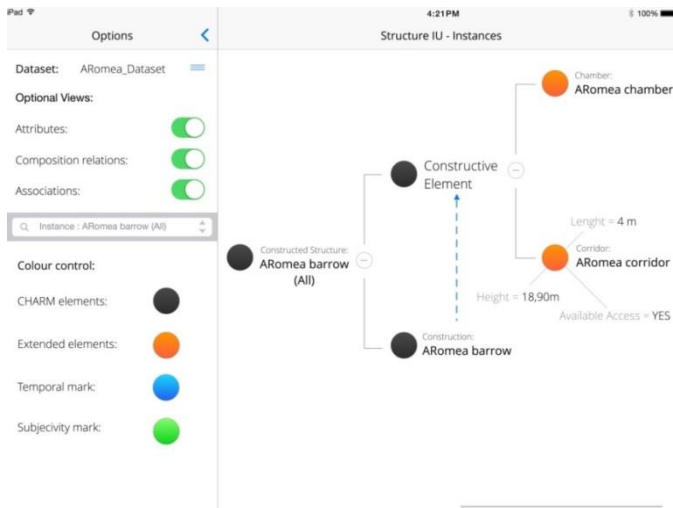 iPad
4:21PM
100%
Options
Structure IU - Instances
Dataset: ARomea_Dataset
Optional Views:
Attributes:
Composition relations:
Associations:
Instance : ARomea barrow (All)
Colour control:
CHARM elements:
Extended elements:
Temporal mark:
Subjecivity mark:
Constructed Structure:
ARomea barrow
(All)
Constructive
Element
Construction:
ARomea barrow
Chamber:
ARomea chamber
Lenght = 4 m
Corridor:
ARomea corridor
Height = 18,90m
Available Access = YES